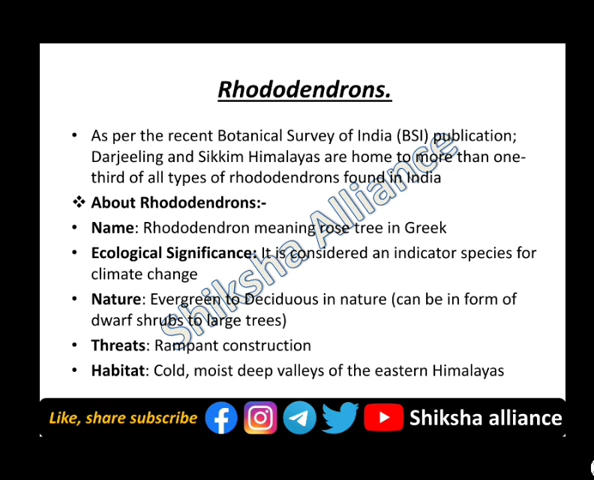 Rhododendrons.
• As per the recent Botanical Survey of India (BSI) publication;
Darjeeling and Sikkim Himalayas are home to more than one-
third of all types of rhododendrons found in India
❖ About Rhododendrons:-
• Name: Rhododendron meaning rose tree in Greek
• Ecological Significance: It is considered an indicator species for
climate change
• Nature: Evergreen to Deciduous in nature (can be in form of
dwarf shrubs to large trees)
• Threats: Rampant construction
• Habitat: Cold, moist deep valleys of the eastern Himalayas
Shiksha Alliance
Like, share subscribe
Shiksha alliance